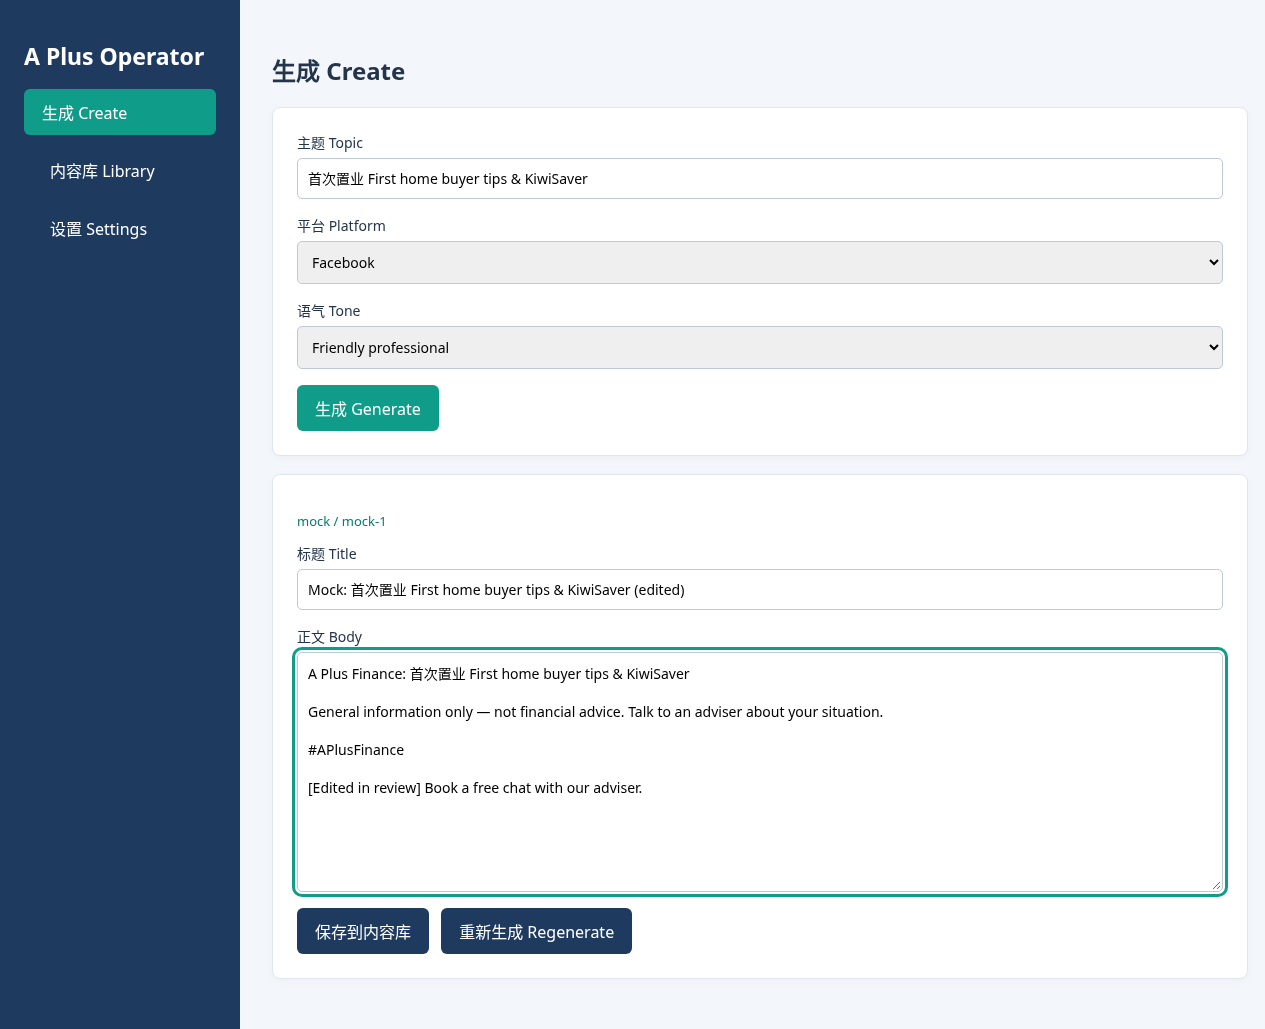 A Plus Operator
生成 Create
内容库 Library
设置 Settings
生成 Create
主题 Topic
首次置业 First home buyer tips & KiwiSaver
平台 Platform
Facebook
语气 Tone
Friendly professional
生成 Generate
mock / mock-1
标题 Title
Mock: 首次置业 First home buyer tips & KiwiSaver (edited)
正文 Body
A Plus Finance: 首次置业 First home buyer tips & KiwiSaver
General information only — not financial advice. Talk to an adviser about your situation.
#APlusFinance
[Edited in review] Book a free chat with our adviser.
保存到内容库
重新生成 Regenerate